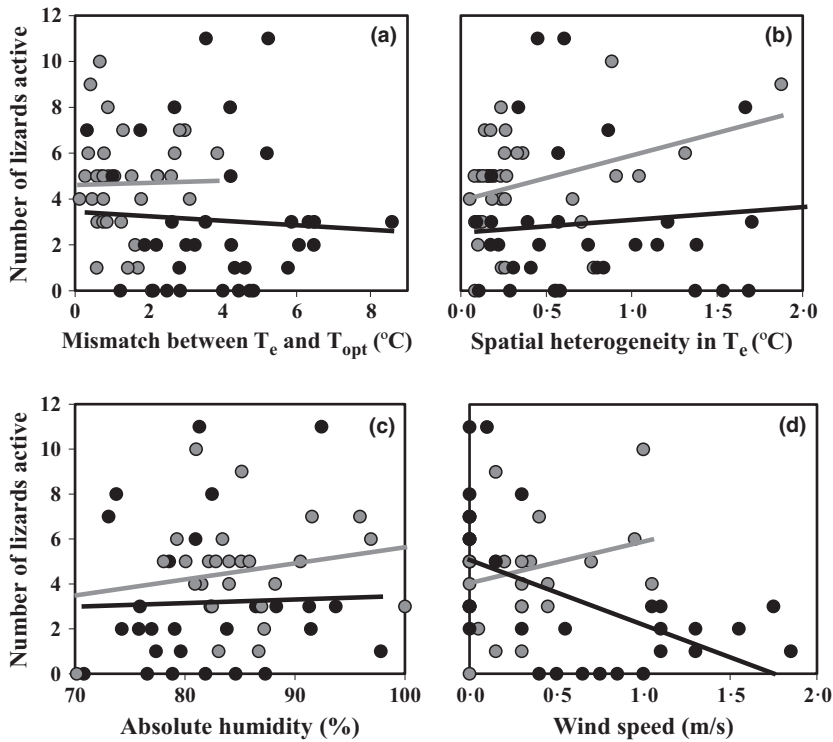 12
10
8
6
4
2
0
Number of lizards active
(a)
0 2 4 6 8
Mismatch between Te and Topt (ºC)
(b)
0·0 0·5 1·0 1·5 2·0
Spatial heterogeneity in Te (ºC)
12
10
8
6
4
2
0
Number of lizards active
(c)
70 80 90 100
Absolute humidity (%)
(d)
0·0 0·5 1·0 1·5 2·0
Wind speed (m/s)